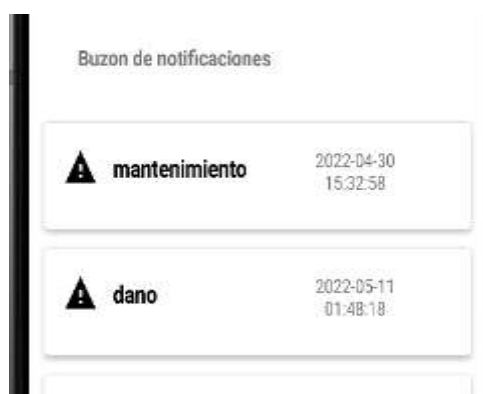 Buzon de notificaciones
mantenimiento
2022-04-30
15:32:58
dano
2022-05-11
01:48:18